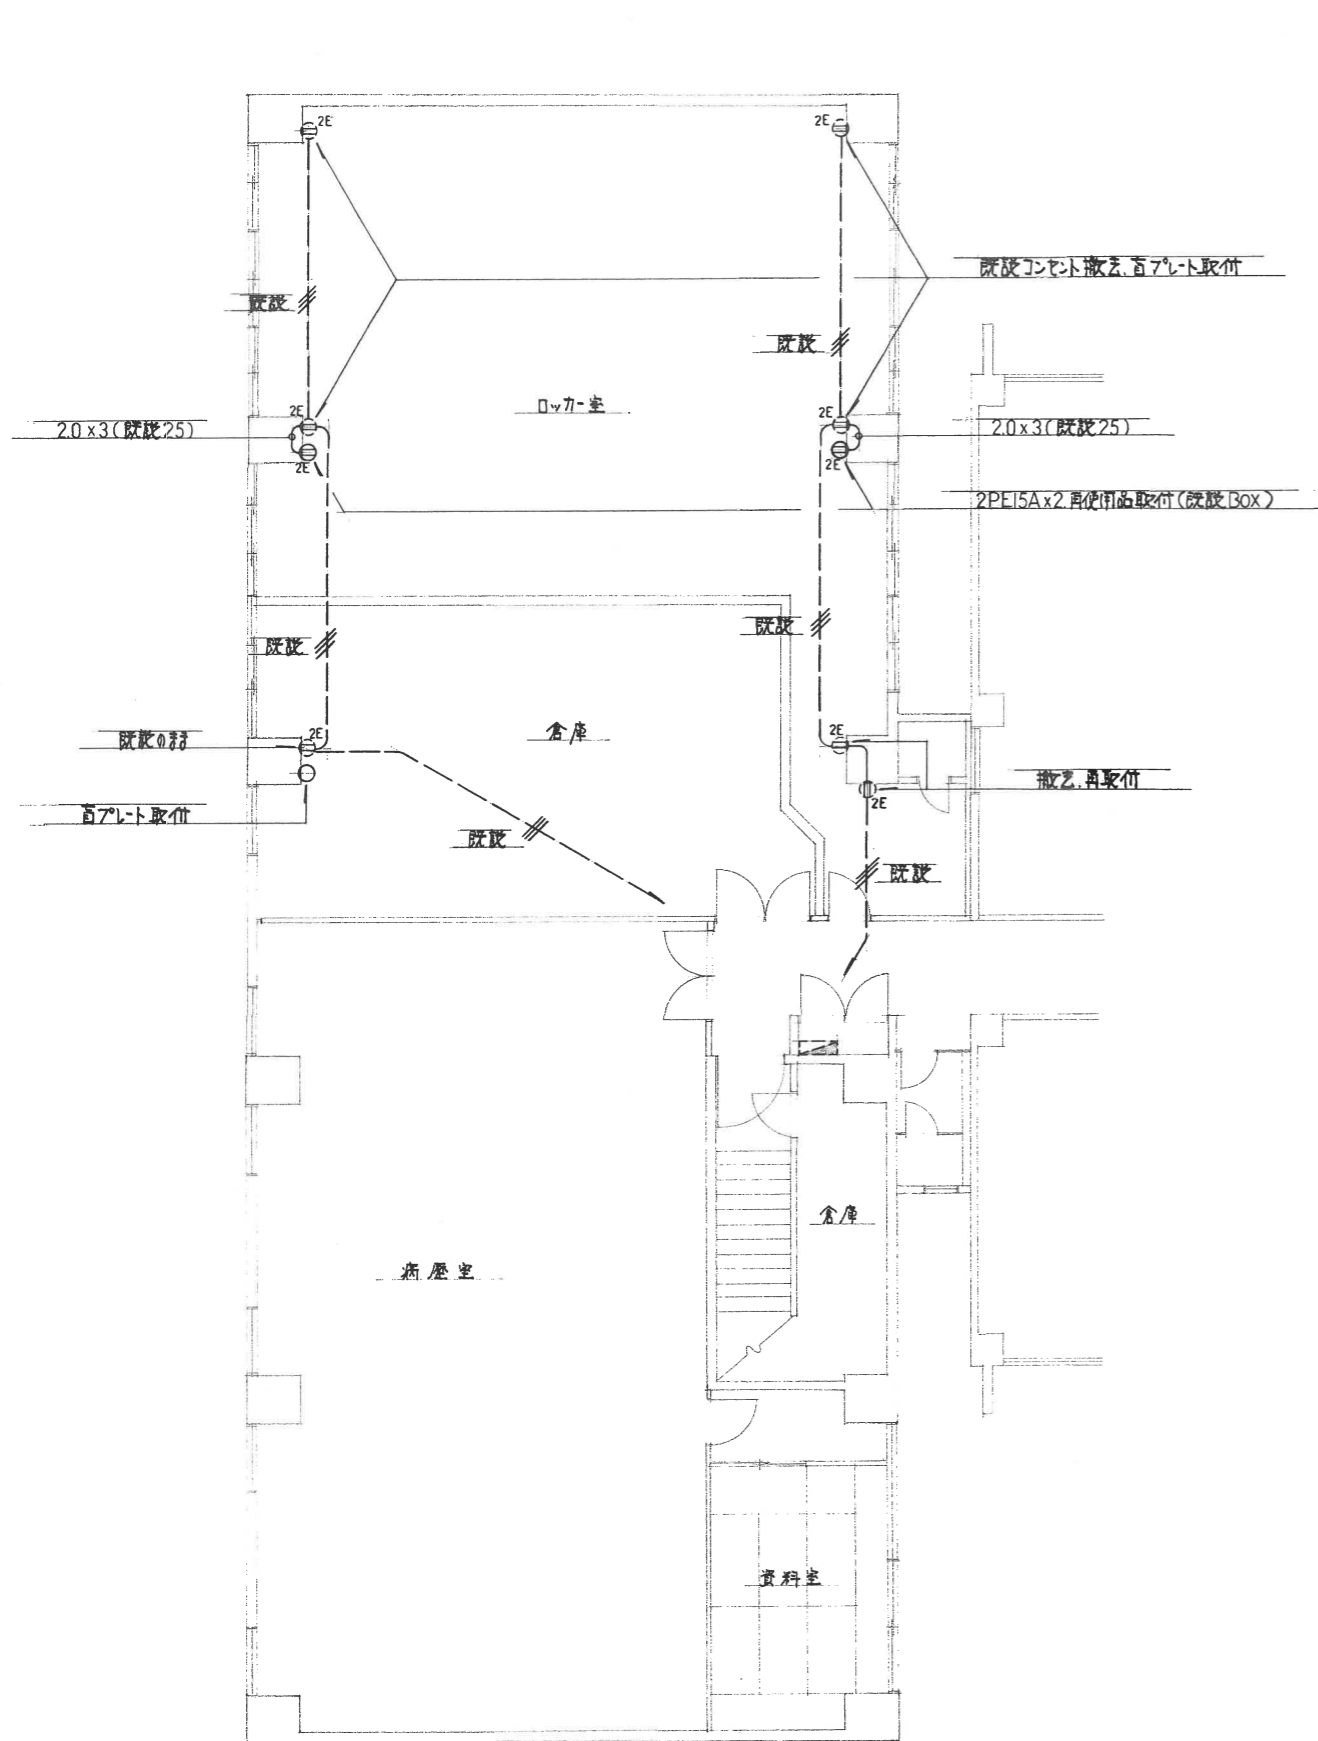 2E
2E
既設コンセント撤去、盲プレート取付
既設
既設
ロッカー室
2E
2E
2.0×3(既設25)
2.0×3(既設25)
2E
2E
2PE15A×2 再使用品取付(既設BOX)
既設
既設
倉庫
2E
2E
既設のまま
撤去、再取付
2E
盲プレート取付
既設
既設
倉庫
病歴室
資料室